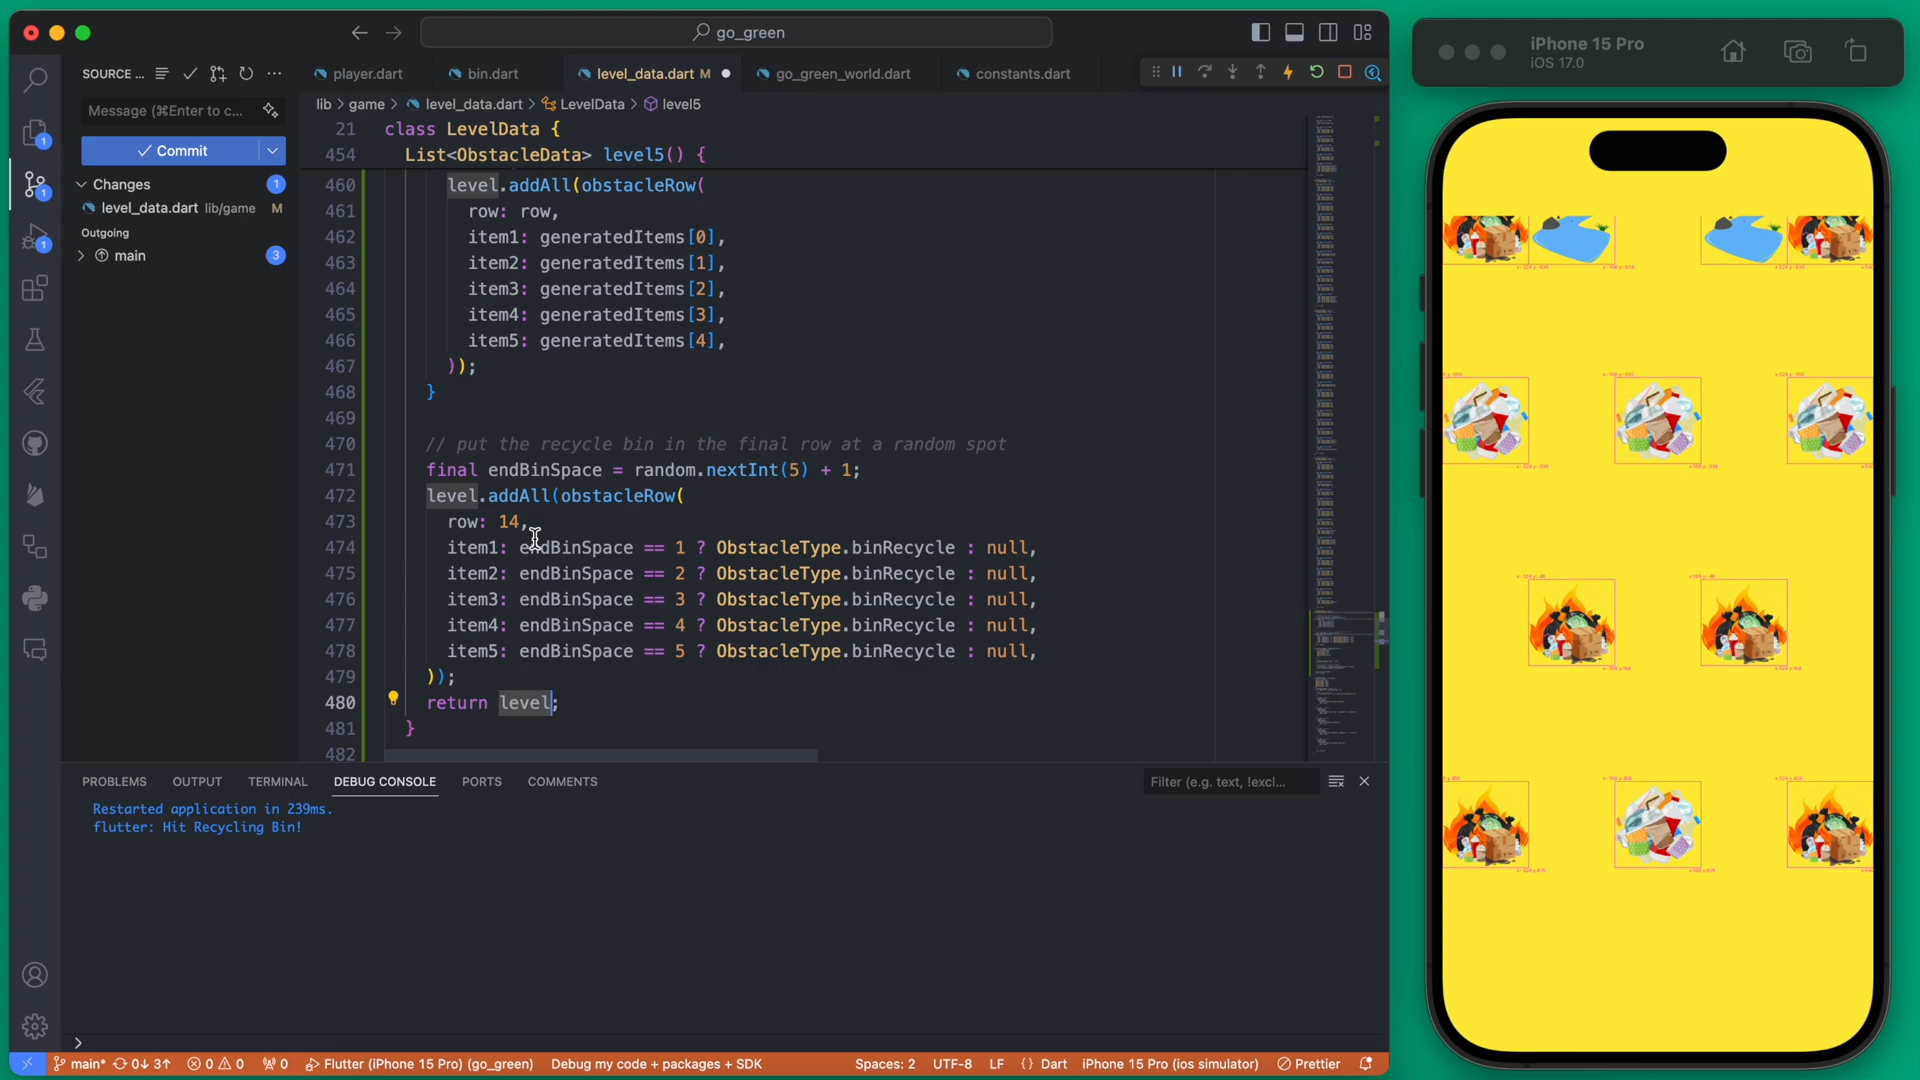 go_green
SOURCE ...
player.dart
bin.dart
level_data.dart M
go_green_world.dart
constants.dart
lib > game > level_data.dart > LevelData > level5
Message (⌘Enter to c...
Commit
Changes 1
level_data.dart lib/game M
Outgoing
main 3
21 class LevelData {
454 List<ObstacleData> level5() {
460 level.addAll(obstacleRow(
461 row: row,
462 item1: generatedItems[0],
463 item2: generatedItems[1],
464 item3: generatedItems[2],
465 item4: generatedItems[3],
466 item5: generatedItems[4],
467 ));
468 }
469
470 // put the recycle bin in the final row at a random spot
471 final endBinSpace = random.nextInt(5) + 1;
472 level.addAll(obstacleRow(
473 row: 14,
474 item1: endBinSpace == 1 ? ObstacleType.binRecycle : null,
475 item2: endBinSpace == 2 ? ObstacleType.binRecycle : null,
476 item3: endBinSpace == 3 ? ObstacleType.binRecycle : null,
477 item4: endBinSpace == 4 ? ObstacleType.binRecycle : null,
478 item5: endBinSpace == 5 ? ObstacleType.binRecycle : null,
479 ));
480 return level;
481 }
482
PROBLEMS
OUTPUT
TERMINAL
DEBUG CONSOLE
PORTS
COMMENTS
Filter (e.g. text, !excl...
Restarted application in 239ms.
flutter: Hit Recycling Bin!
main* 0↓ 3↑ 0 0 0 Flutter (iPhone 15 Pro) (go_green) Debug my code + packages + SDK Spaces: 2 UTF-8 LF { } Dart iPhone 15 Pro (ios simulator) Prettier
iPhone 15 Pro
iOS 17.0